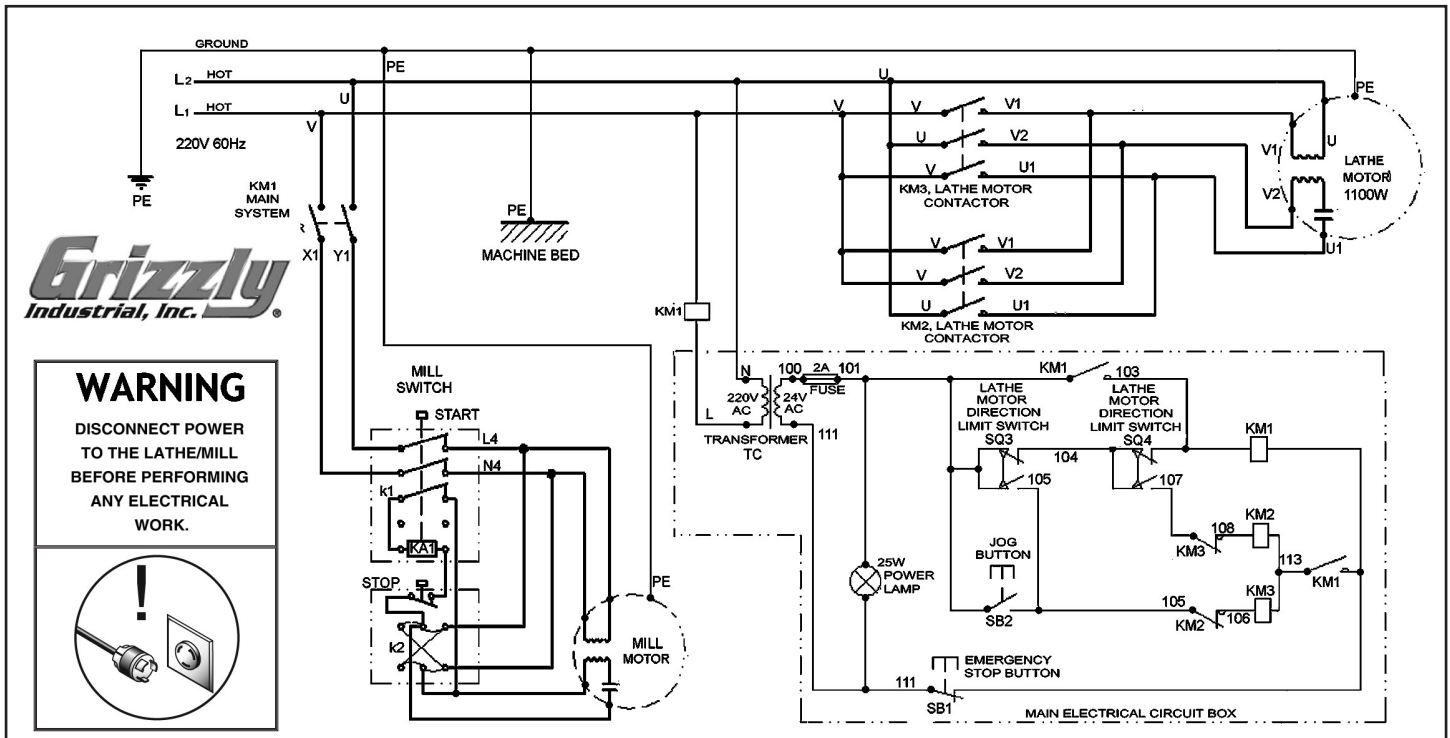 GROUND
PE
L2 HOT
U
U
PE
L1 HOT
V
V
V
V1
220V 60Hz
U
V2
V1
U
LATHE
MOTOR
1100W
V
U1
KM3, LATHE MOTOR
CONTACTOR
V2
PE
KM1
MAIN
SYSTEM
PE
MACHINE BED
X1
Y1
V
V1
U1
V
V2
U
U1
KM2, LATHE MOTOR
CONTACTOR
Grizzly
Industrial, Inc.®
KM1
WARNING
DISCONNECT POWER
TO THE LATHE/MILL
BEFORE PERFORMING
ANY ELECTRICAL
WORK.
!
MILL
SWITCH
START
L4
N4
k1
KA1
STOP
k2
PE
MILL
MOTOR
N
100
2A
101
FUSE
220V
AC
24V
AC
L
TRANSFORMER
TC
111
KM1
103
LATHE
MOTOR
DIRECTION
LIMIT SWITCH
SQ3
LATHE
MOTOR
DIRECTION
LIMIT SWITCH
SQ4
KM1
104
105
107
KM2
108
KM3
113
KM1
JOG
BUTTON
25W
POWER
LAMP
SB2
105
KM2
106
KM3
EMERGENCY
STOP BUTTON
111
SB1
MAIN ELECTRICAL CIRCUIT BOX